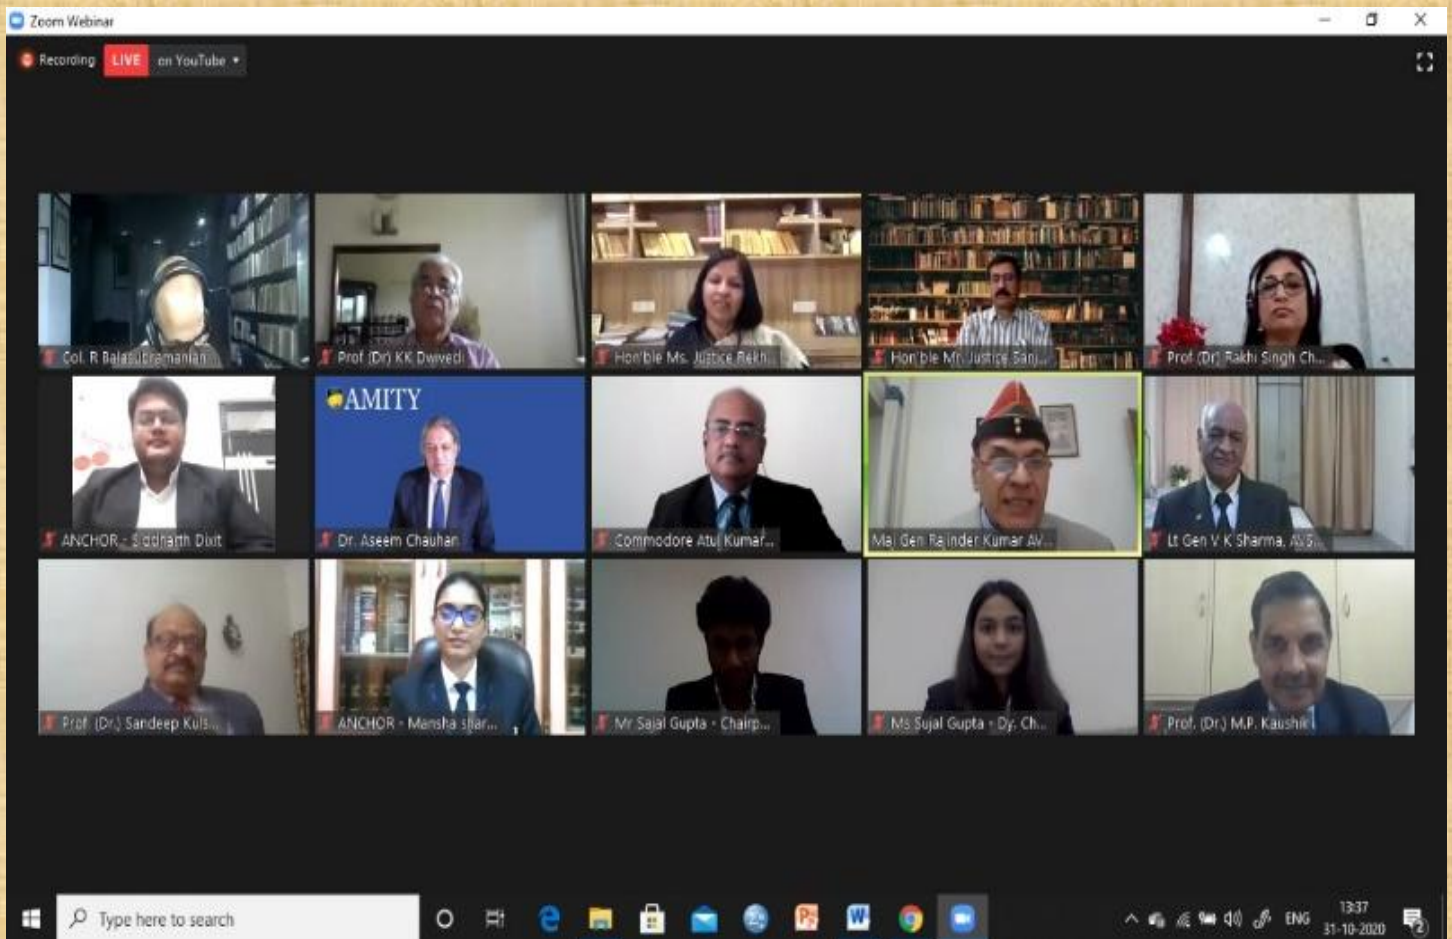 Zoom Webinar
Recording LIVE on YouTube
Col. R Balasubramanian
Prof (Dr) KK Dwivedi
Hon'ble Ms. Justice Rekh...
Hon'ble Mr. Justice Sanj...
Prof (Dr) Rakhi Singh Ch...
AMITY
ANCHOR - Siddharth Dixit
Dr. Aseem Chauhan
Commodore Atul Kumar...
Maj Gen Rajinder Kumar AV...
Lt Gen V K Sharma, AVS...
Prof. (Dr.) Sandeep Kuls...
ANCHOR - Mansha shar...
Mr Sajal Gupta - Chairp...
Ms Sujal Gupta - Dy. Ch...
Prof. (Dr.) M.P. Kaushik
Type here to search
ENG
13:37
31-10-2020
2